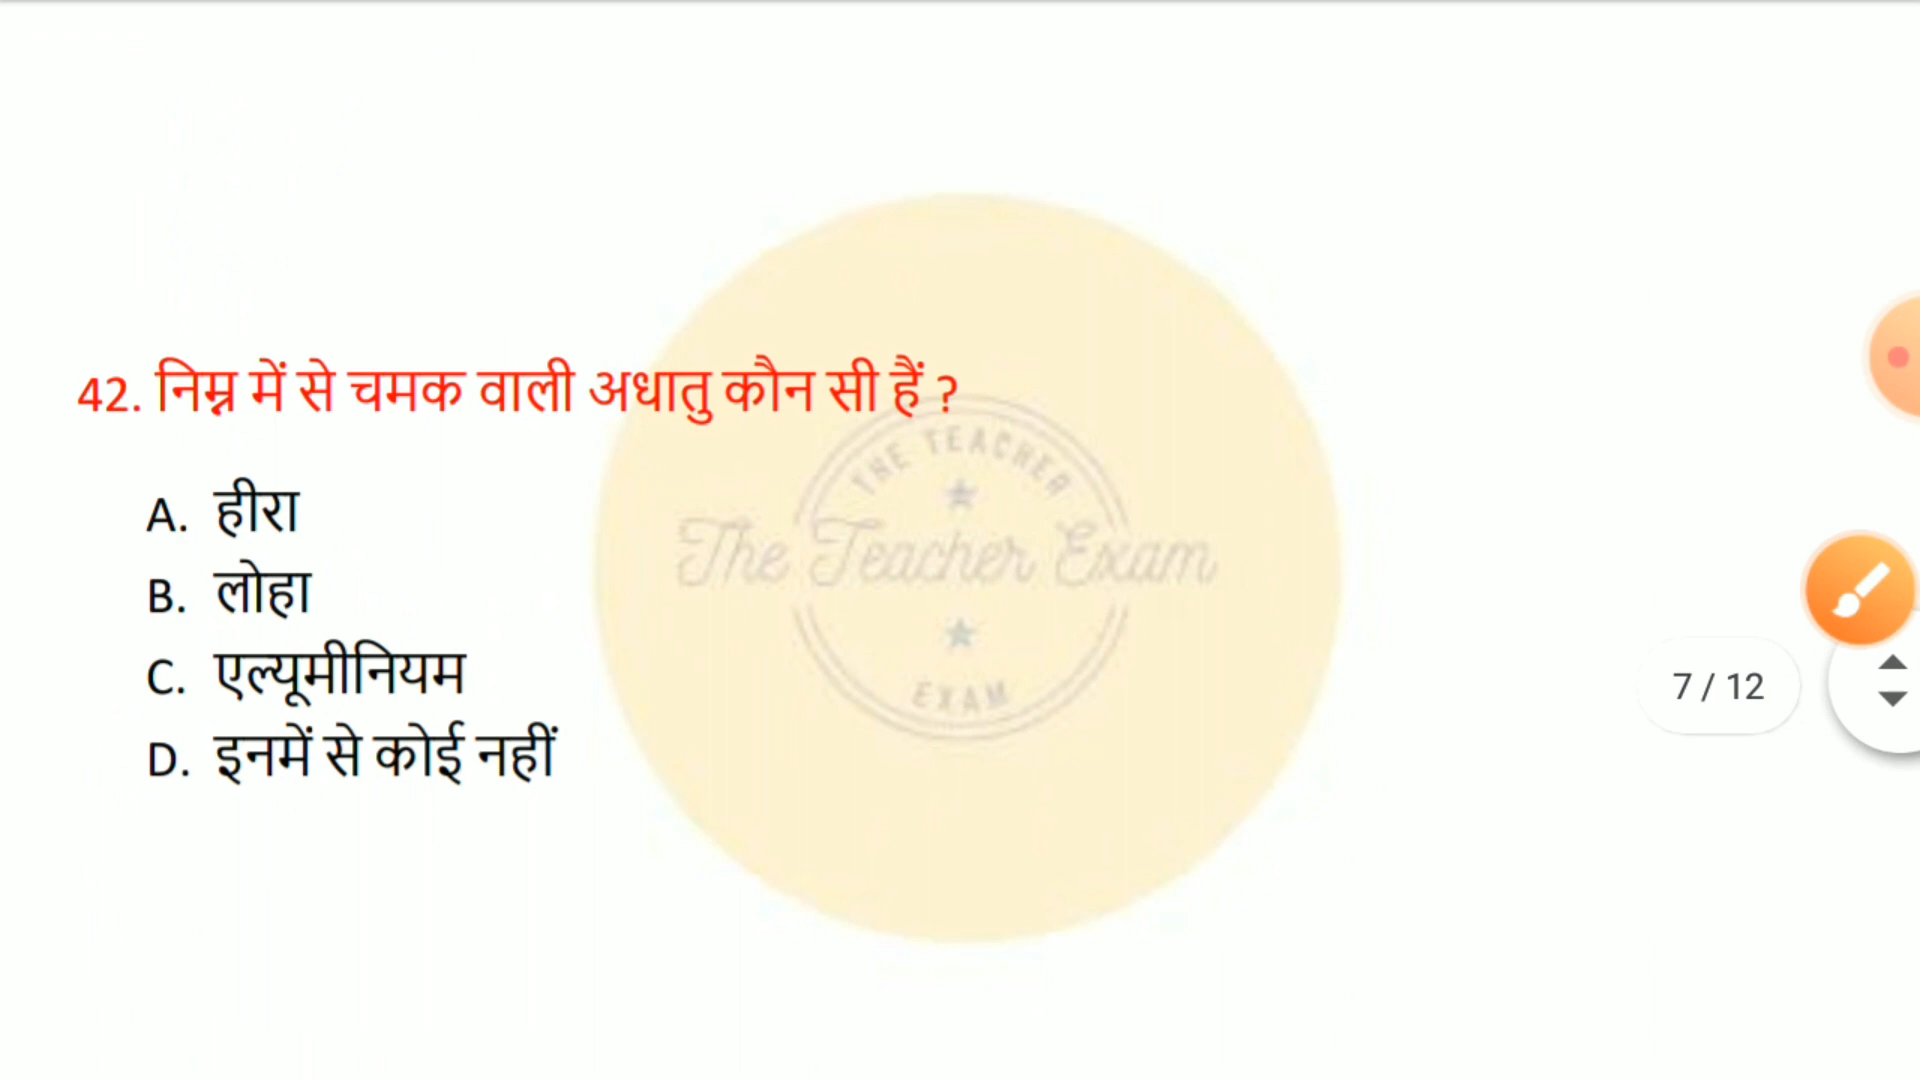 42. निम्न में से चमक वाली अधातु कौन सी हैं ?
THE TEACHER
A. हीरा
The Teacher Exam
B. लोहा
C. एल्यूमीनियम
EXAM
7 / 12
D. इनमें से कोई नहीं